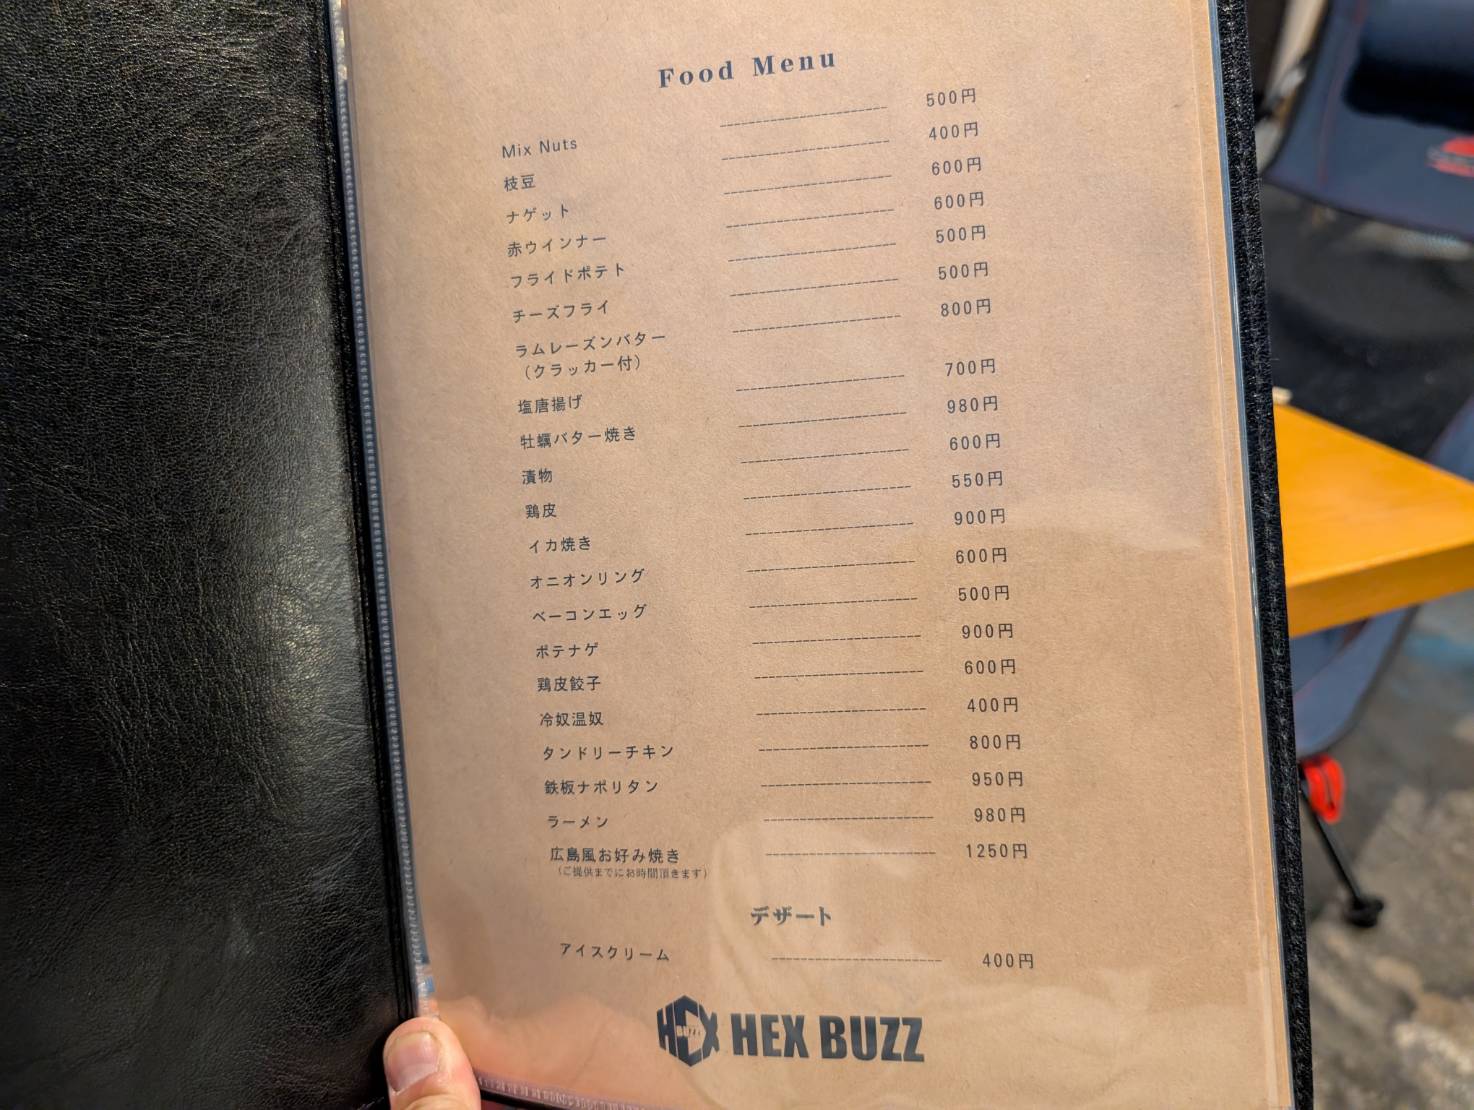 Food Menu
Mix Nuts 500円
枝豆 400円
ナゲット 600円
赤ウインナー 600円
フライドポテト 500円
チーズフライ 500円
ラムレーズンバター 800円
（クラッカー付）
塩唐揚げ 700円
牡蠣バター焼き 980円
漬物 600円
鶏皮 550円
イカ焼き 900円
オニオンリング 600円
ベーコンエッグ 500円
ポテナゲ 900円
鶏皮餃子 600円
冷奴温奴 400円
タンドリーチキン 800円
鉄板ナポリタン 950円
ラーメン 980円
広島風お好み焼き 1250円
（ご提供までにお時間頂きます）
デザート
アイスクリーム 400円
HEX BUZZ HEX BUZZ